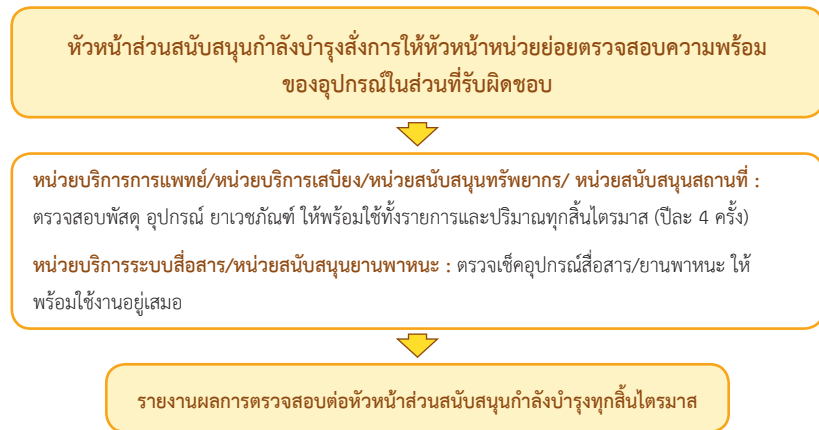 หัวหน้าส่วนสนับสนุนกำลังบำรุงสั่งการให้หัวหน้าหน่วยย่อยตรวจสอบความพร้อม
ของอุปกรณ์ในส่วนที่รับผิดชอบ
หน่วยบริการการแพทย์/หน่วยบริการเสบียง/หน่วยสนับสนุนทรัพยากร/ หน่วยสนับสนุนสถานที่ :
ตรวจสอบพัสดุ อุปกรณ์ ยาเวชภัณฑ์ ให้พร้อมใช้ทั้งรายการและปริมาณทุกสิ้นไตรมาส (ปีละ 4 ครั้ง)
หน่วยบริการระบบสื่อสาร/หน่วยสนับสนุนยานพาหนะ : ตรวจเช็คอุปกรณ์สื่อสาร/ยานพาหนะ ให้
พร้อมใช้งานอยู่เสมอ
รายงานผลการตรวจสอบต่อหัวหน้าส่วนสนับสนุนกำลังบำรุงทุกสิ้นไตรมาส